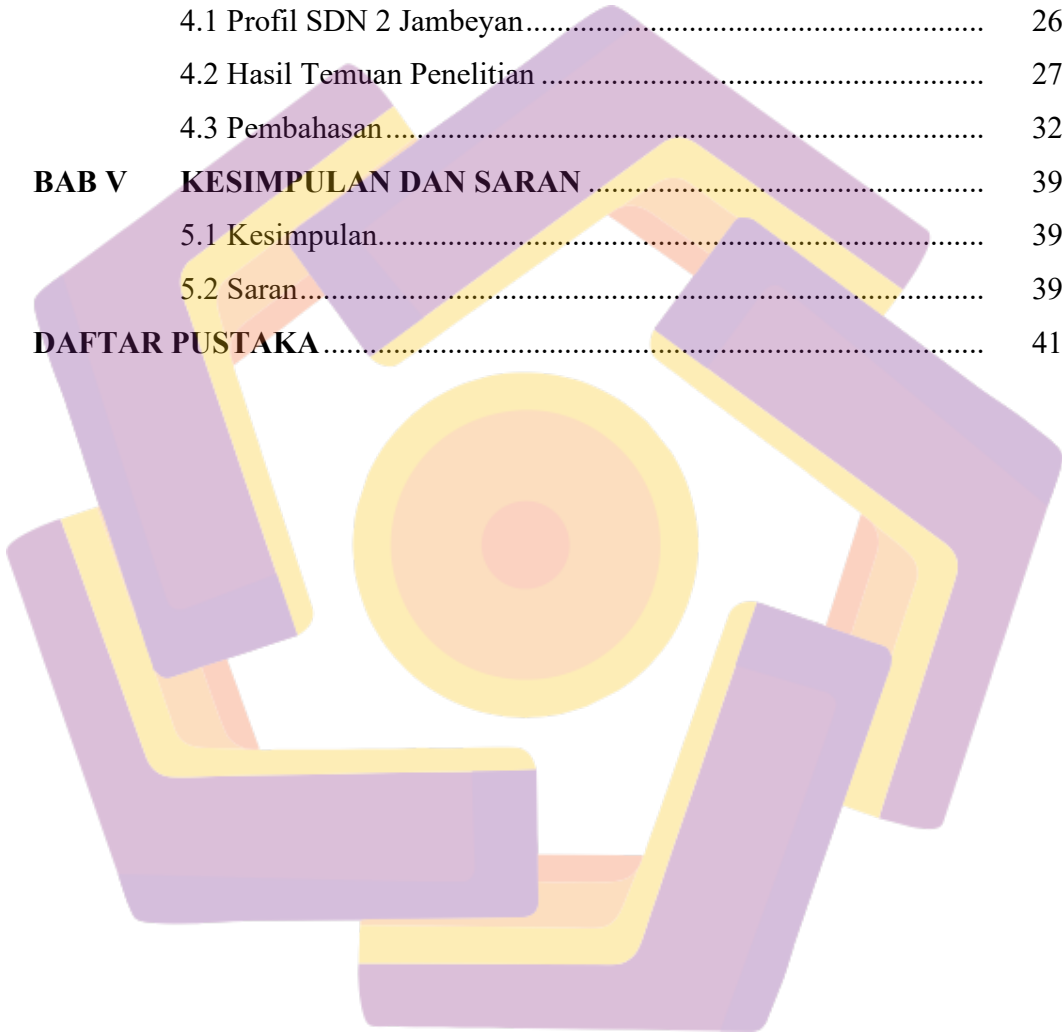 4.1 Profil SDN 2 Jambeyan........................................................................ 26
4.2 Hasil Temuan Penelitian ...................................................................... 27
4.3 Pembahasan.......................................................................................... 32
BAB V KESIMPULAN DAN SARAN .............................................................. 39
5.1 Kesimpulan........................................................................................... 39
5.2 Saran...................................................................................................... 39
DAFTAR PUSTAKA ......................................................................................... 41